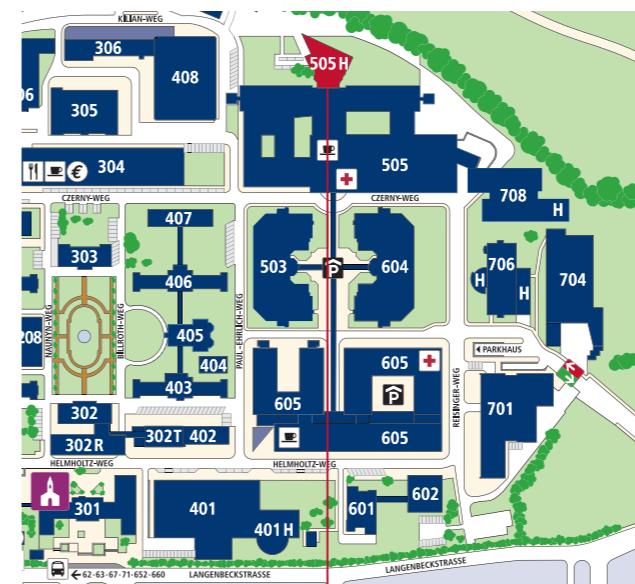 KILIAN-WEG
306
408
505 H
06
305
304
€
505
CZERNY-WEG
CZERNY-WEG
708
H
407
303
503
604
706
H
H
704
406
NAUNYN-WEG
BILLROTH-WEG
PAUL-EHRLICH-WEG
405
208
404
403
605
605
PARKHAUS
REISINGER-WEG
701
302
302 R
302T
402
605
HELMHOLTZ-WEG
HELMHOLTZ-WEG
301
401
401 H
601
602
62-63-67-71-652-660
LANGENBECKSTRASSE
LANGENBECKSTRASSE
P
P